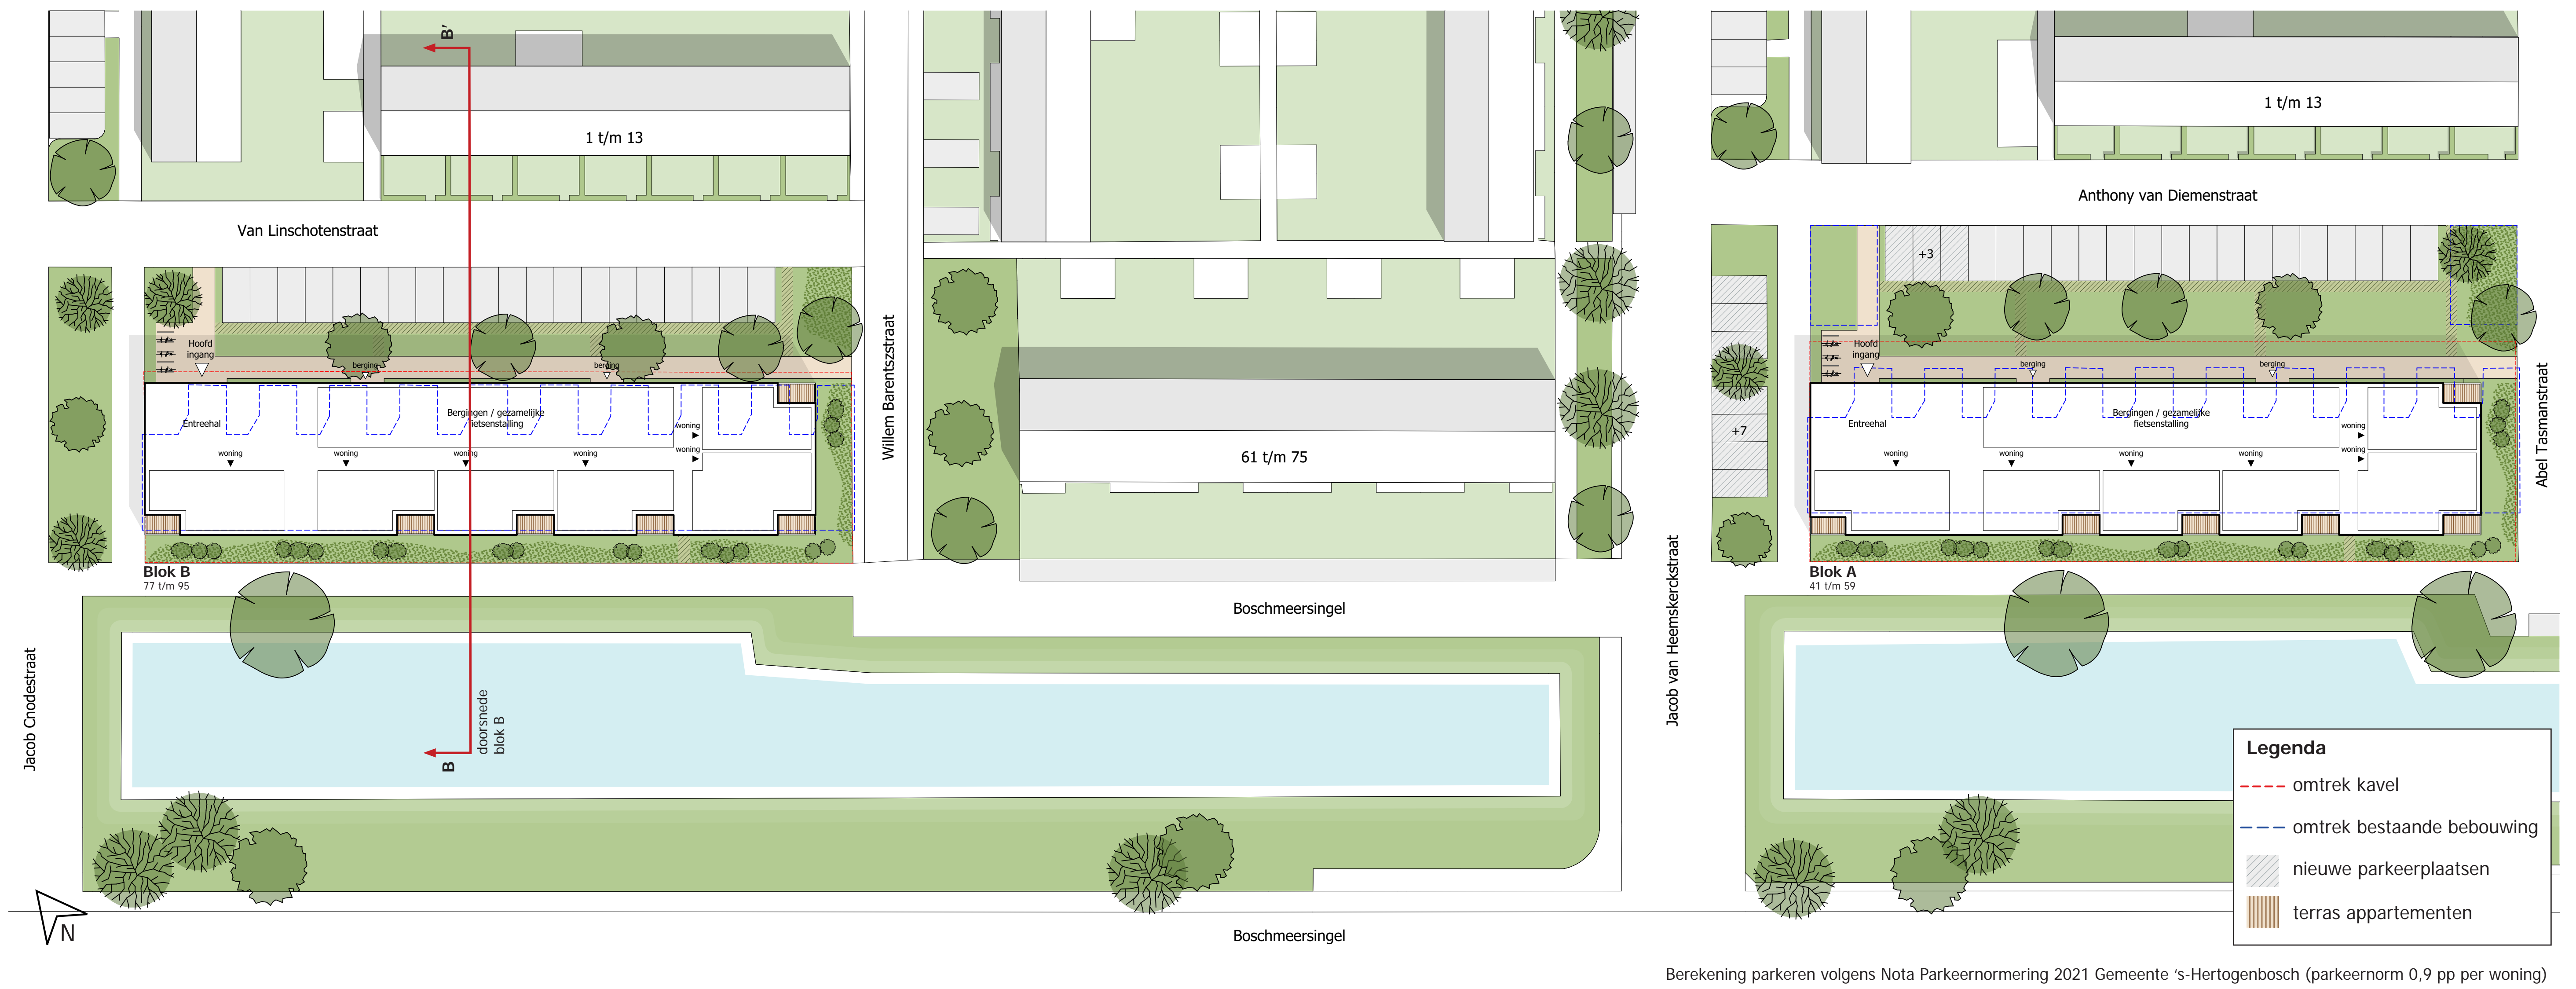 B'
1 t/m 13
1 t/m 13
Anthony van Diemenstraat
Van Linschotenstraat
+3
Hoofd
ingang
berging
berging
Bergingen / gezamelijke
fietsenstalling
Entreehal
woning
woning
woning
woning
woning
woning
Blok B
77 t/m 95
Willem Barentszstraat
61 t/m 75
Boschmeersingel
Jacob van Heemskerckstraat
+7
Hoofd
ingang
berging
berging
Bergingen / gezamelijke
fietsenstalling
Entreehal
woning
woning
woning
woning
woning
woning
Blok A
41 t/m 59
Abel Tasmanstraat
Jacob Cnodestraat
doorsnede
blok B
B
N
Boschmeersingel
Legenda
omtrek kavel
omtrek bestaande bebouwing
nieuwe parkeerplaatsen
terras appartementen
Berekening parkeren volgens Nota Parkeernormering 2021 Gemeente ‘s-Hertogenbosch (parkeernorm 0,9 pp per woning)